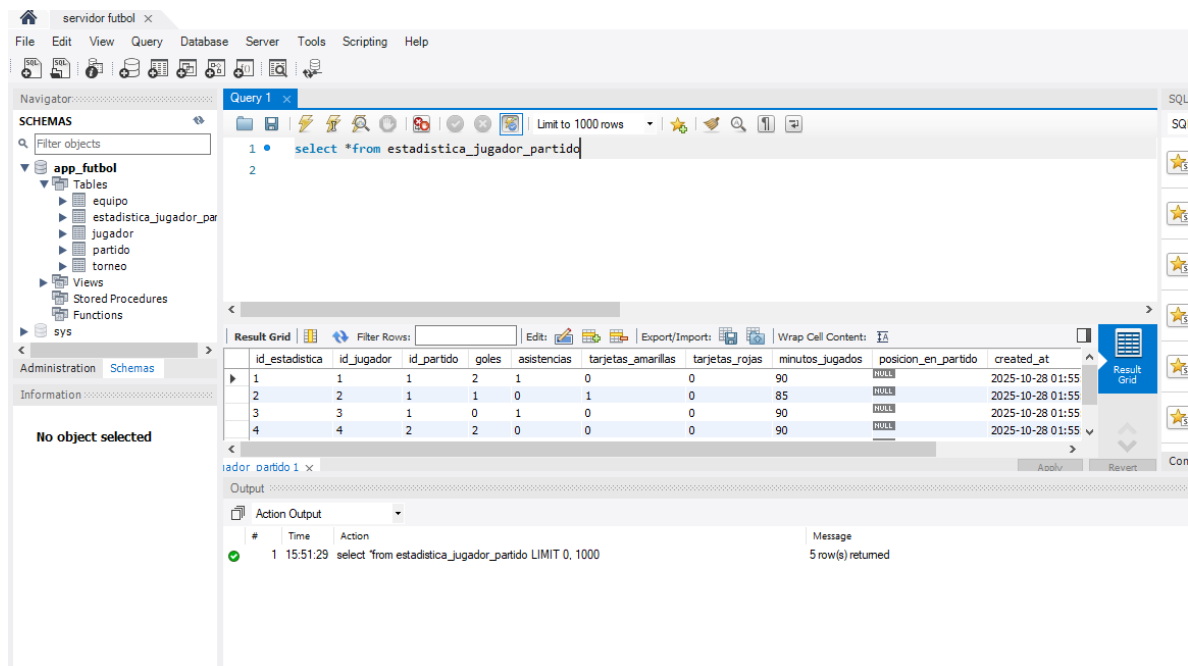 servidor futbol ×
File Edit View Query Database Server Tools Scripting Help
Navigator
Query 1 ×
SQL
SCHEMAS
Limit to 1000 rows
SQ
Filter objects
1 select *from estadistica_jugador_partido
2
app_futbol
Tables
equipo
estadistica_jugador_par
jugador
partido
torneo
Views
Stored Procedures
Functions
sys
Administration Schemas
Information
No object selected
Result Grid Filter Rows: Edit: Export/Import: Wrap Cell Content:
id_estadistica id_jugador id_partido goles asistencias tarjetas_amarillas tarjetas_rojas minutos_jugados posicion_en_partido created_at
1 1 1 2 1 0 0 90 NULL 2025-10-28 01:55
2 2 1 1 0 1 0 85 NULL 2025-10-28 01:55
3 3 1 0 1 0 0 90 NULL 2025-10-28 01:55
4 4 2 2 0 0 0 90 NULL 2025-10-28 01:55
Result
Grid
jador_partido 1 × Apply Revert
Con
Output
Action Output
# Time Action Message
1 15:51:29 select *from estadistica_jugador_partido LIMIT 0, 1000 5 row(s) returned